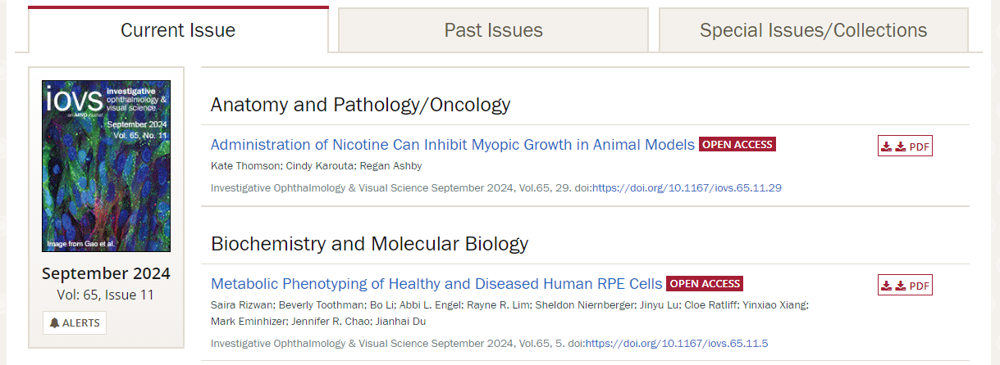 Current Issue
Past Issues
Special Issues/Collections
iovs
Investigative
ophthalmology &
visual science
an ARVO journal
September 2024
Vol. 65, No. 11
Image from Gao et al.
September 2024
Vol: 65, Issue 11
ALERTS
Anatomy and Pathology/Oncology
Administration of Nicotine Can Inhibit Myopic Growth in Animal Models OPEN ACCESS
PDF
Kate Thomson; Cindy Karouta; Regan Ashby
Investigative Ophthalmology & Visual Science September 2024, Vol.65, 29. doi:https://doi.org/10.1167/iovs.65.11.29
Biochemistry and Molecular Biology
Metabolic Phenotyping of Healthy and Diseased Human RPE Cells OPEN ACCESS
PDF
Saira Rizwan; Beverly Toothman; Bo Li; Abbi L. Engel; Rayne R. Lim; Sheldon Niernberger; Jinyu Lu; Cloe Ratliff; Yinxiao Xiang;
Mark Eminhizer; Jennifer R. Chao; Jianhai Du
Investigative Ophthalmology & Visual Science September 2024, Vol.65, 5. doi:https://doi.org/10.1167/iovs.65.11.5